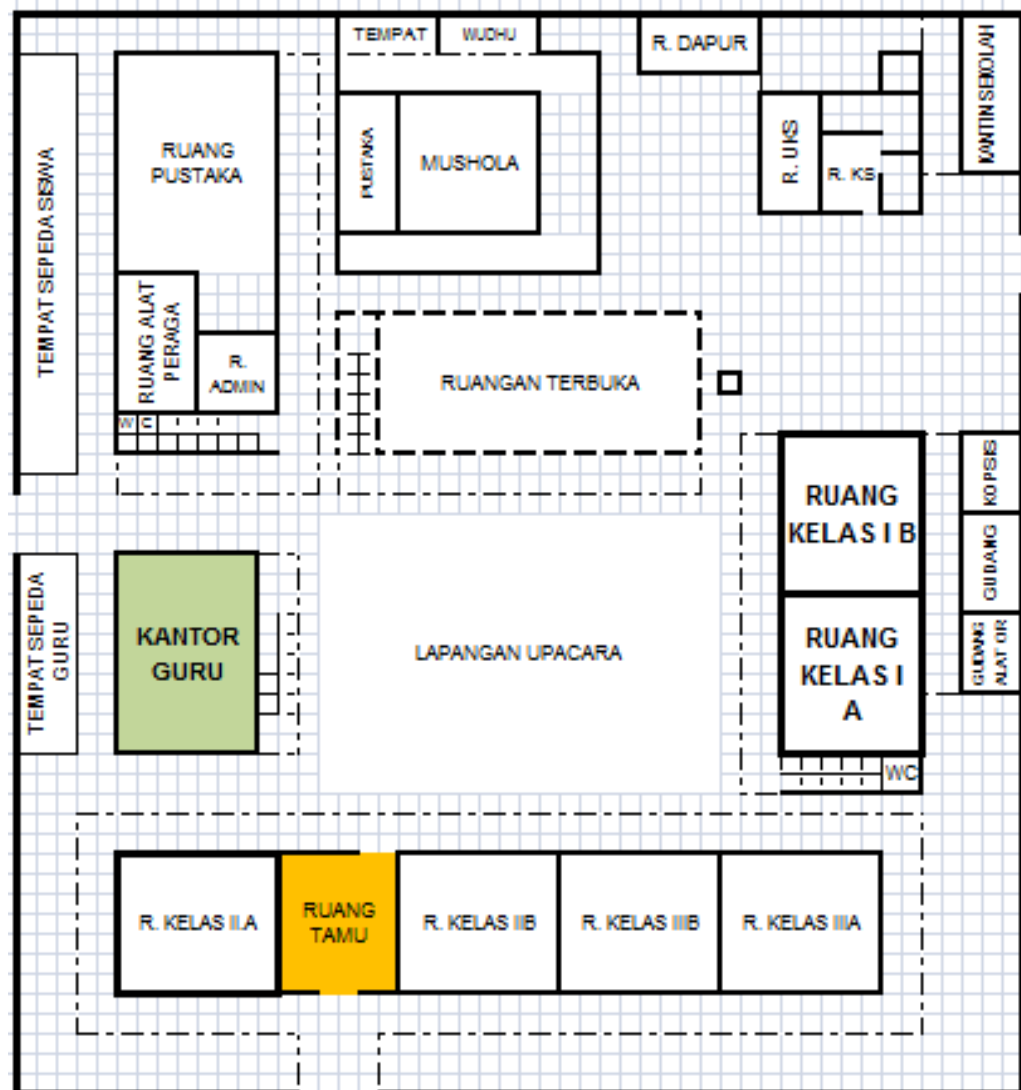 TEMPAT
WUDHU
R. DAPUR
KANTIN SEKOLAH
TEMPAT SEPEDA SISWA
RUANG
PUSTAKA
PUSTAKA
MUSHOLA
R. UKS
R. KS
RUANG ALAT
PERAGA
R.
ADMIN
RUANGAN TERBUKA
W C
RUANG
KELAS I B
KOPSIS
GUDANG
TEMPAT SEPEDA
GURU
KANTOR
GURU
LAPANGAN UPACARA
RUANG
KELAS I
A
GUDANG
ALAT OR
WC
R. KELAS II.A
RUANG
TAMU
R. KELAS IIB
R. KELAS IIIB
R. KELAS IIIA